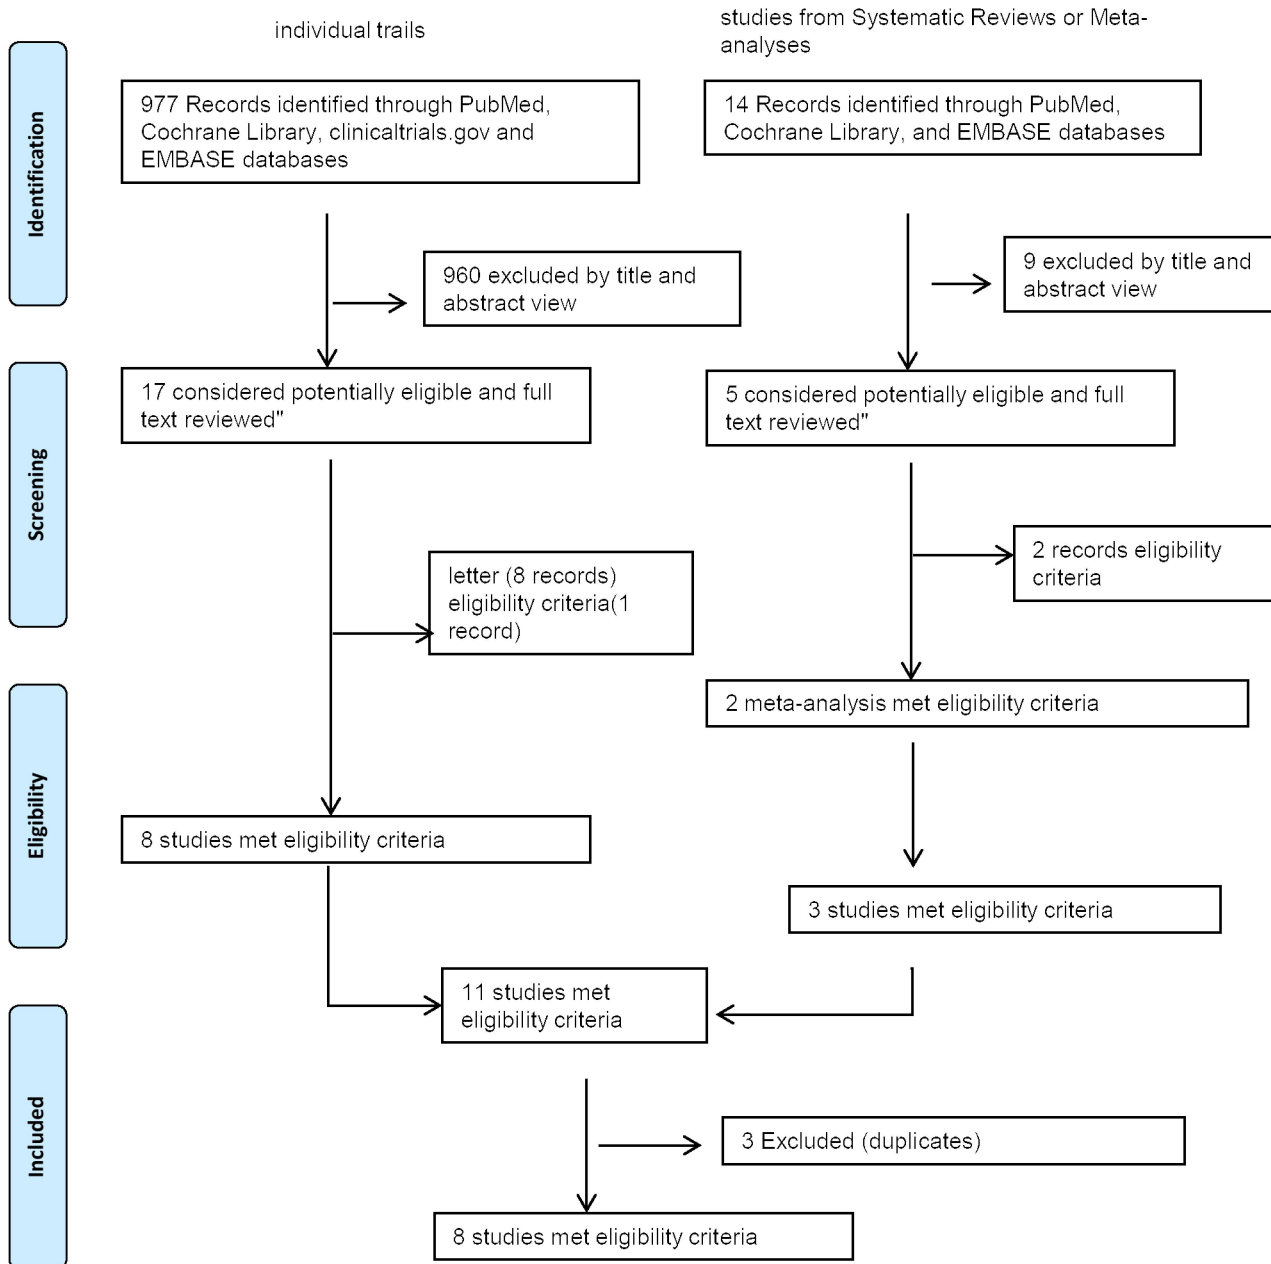 individual trails
studies from Systematic Reviews or Meta-
analyses
Identification
977 Records identified through PubMed,
Cochrane Library, clinicaltrials.gov and
EMBASE databases
14 Records identified through PubMed,
Cochrane Library, and EMBASE databases
960 excluded by title and
abstract view
9 excluded by title and
abstract view
Screening
17 considered potentially eligible and full
text reviewed"
5 considered potentially eligible and full
text reviewed"
letter (8 records)
eligibility criteria(1
record)
2 records eligibility
criteria
Eligibility
2 meta-analysis met eligibility criteria
8 studies met eligibility criteria
3 studies met eligibility criteria
11 studies met
eligibility criteria
Included
3 Excluded (duplicates)
8 studies met eligibility criteria